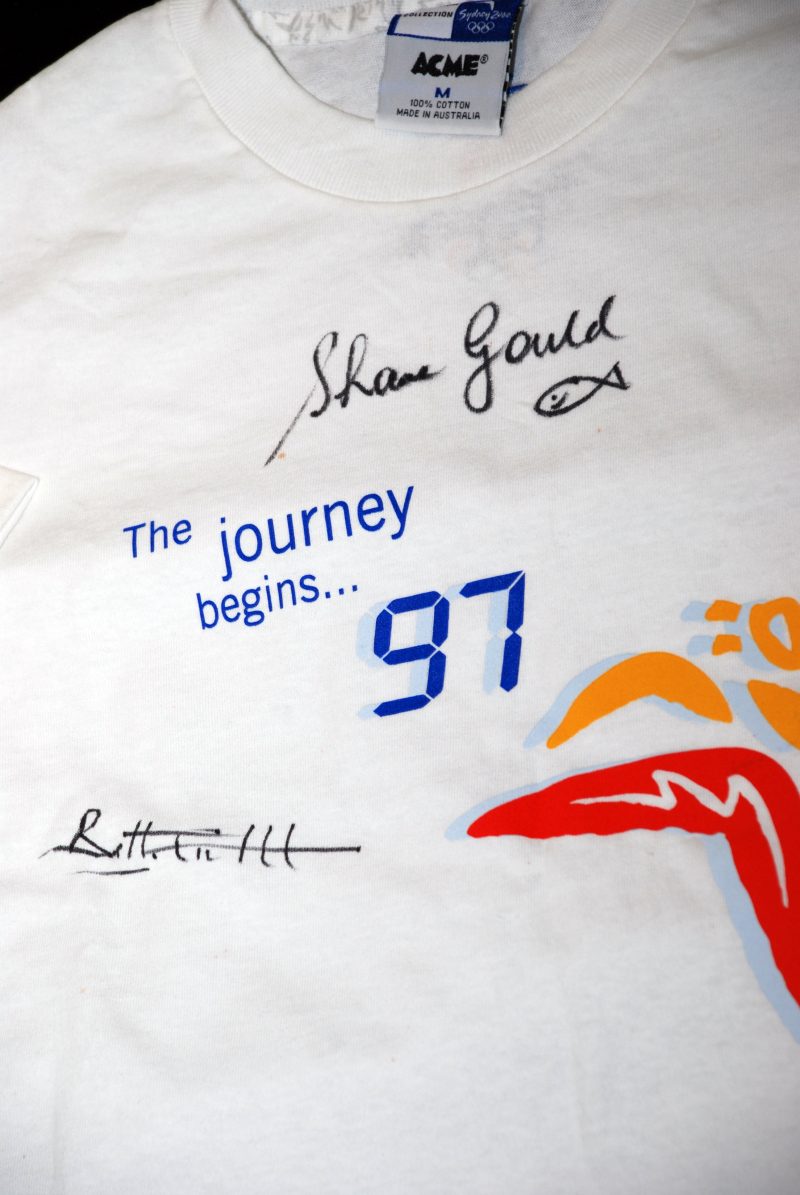 COLLECTION Sydney 2000
ACME®
M
100% COTTON
MADE IN AUSTRALIA
Shane Gould
The journey
begins...
97